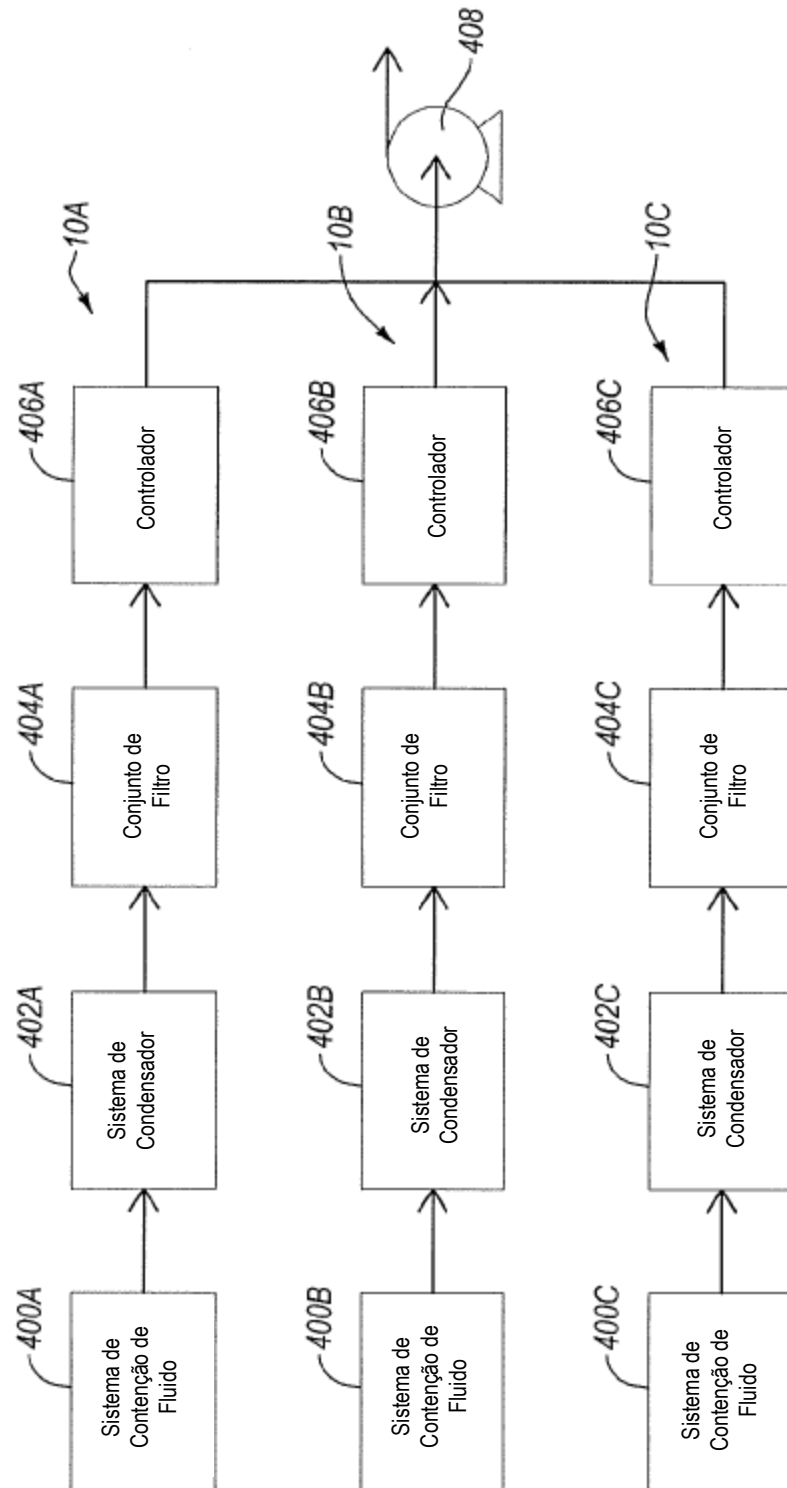 400A
Sistema de
Contenção de
Fluido
402A
Sistema de
Condensador
404A
Conjunto de
Filtro
406A
Controlador
10A
400B
Sistema de
Contenção de
Fluido
402B
Sistema de
Condensador
404B
Conjunto de
Filtro
406B
Controlador
10B
408
400C
Sistema de
Contenção de
Fluido
402C
Sistema de
Condensador
404C
Conjunto de
Filtro
406C
Controlador
10C